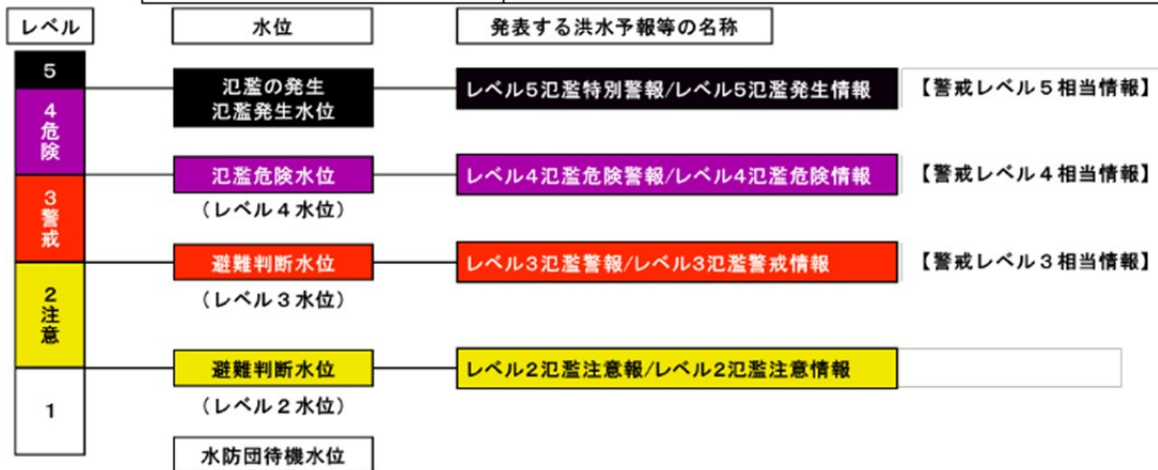 レベル
水位
発表する洪水予報等の名称
5
氾濫の発生
氾濫発生水位
レベル5氾濫特別警報/レベル5氾濫発生情報
【警戒レベル5相当情報】
4危険
氾濫危険水位
レベル4氾濫危険警報/レベル4氾濫危険情報
【警戒レベル4相当情報】
(レベル4水位)
3警戒
避難判断水位
レベル3氾濫警報/レベル3氾濫警戒情報
【警戒レベル3相当情報】
(レベル3水位)
2注意
避難判断水位
レベル2氾濫注意報/レベル2氾濫注意情報
(レベル2水位)
1
水防団待機水位